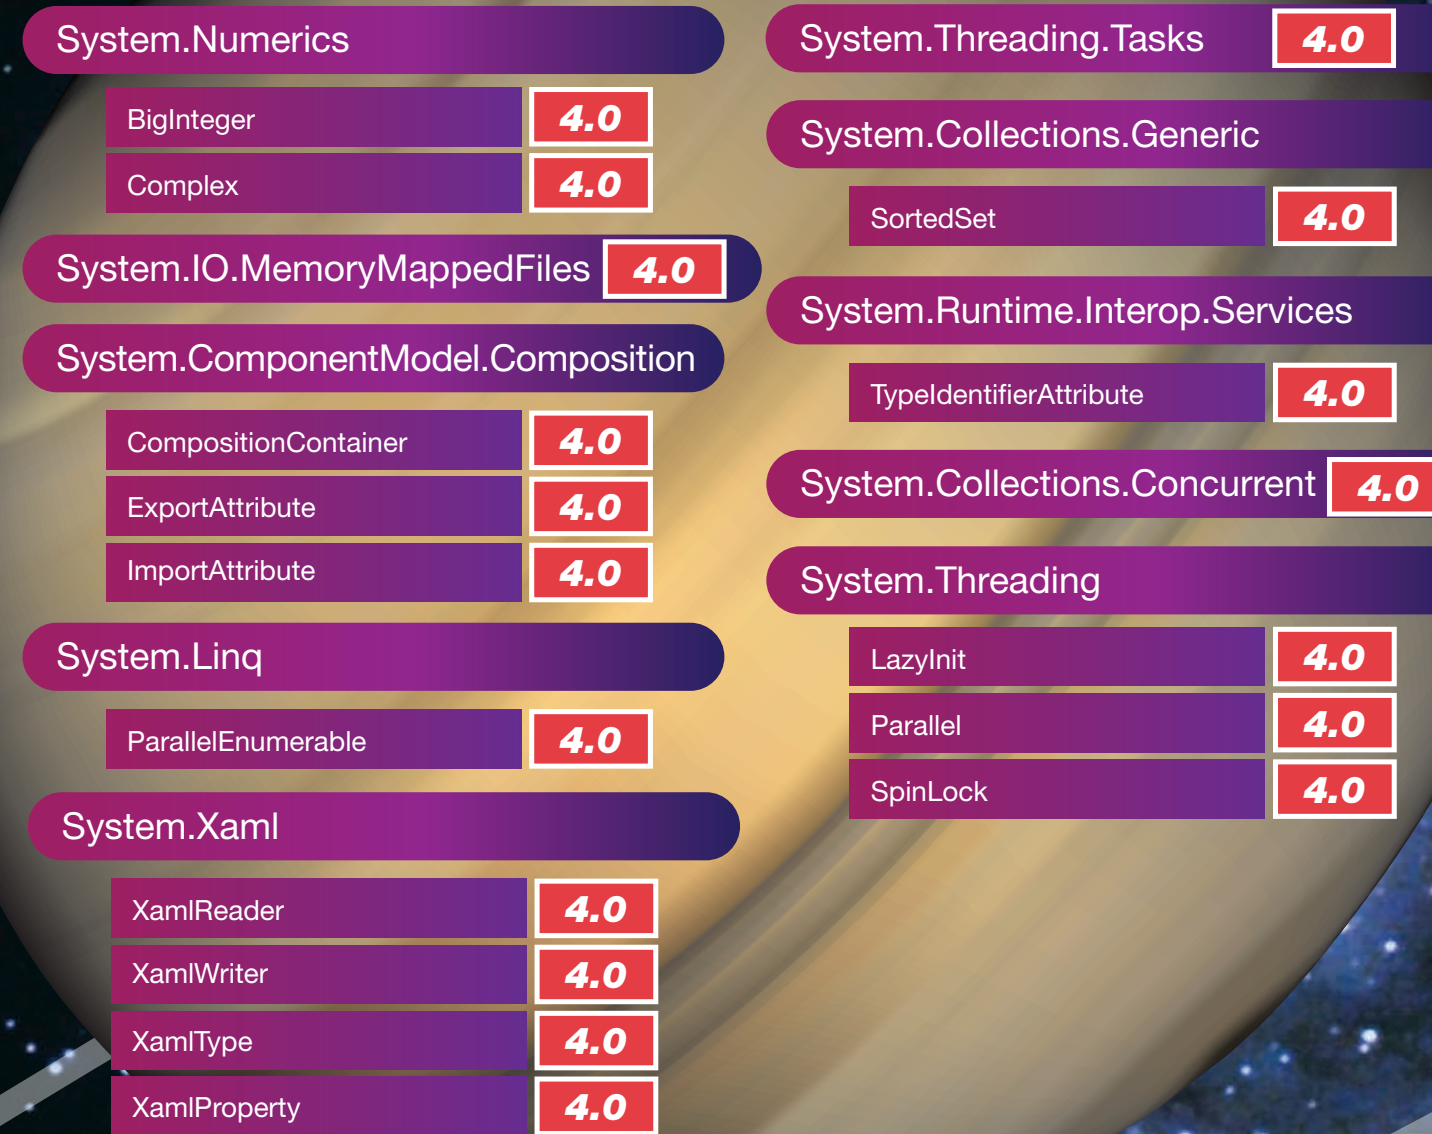 System.Numerics
BigInteger 4.0
Complex 4.0
System.IO.MemoryMappedFiles 4.0
System.ComponentModel.Composition
CompositionContainer 4.0
ExportAttribute 4.0
ImportAttribute 4.0
System.Linq
ParallelEnumerable 4.0
System.Xaml
XamlReader 4.0
XamlWriter 4.0
XamlType 4.0
XamlProperty 4.0
System.Threading.Tasks 4.0
System.Collections.Generic
SortedSet 4.0
System.Runtime.Interop.Services
TypeIdentifierAttribute 4.0
System.Collections.Concurrent 4.0
System.Threading
LazyInit 4.0
Parallel 4.0
SpinLock 4.0